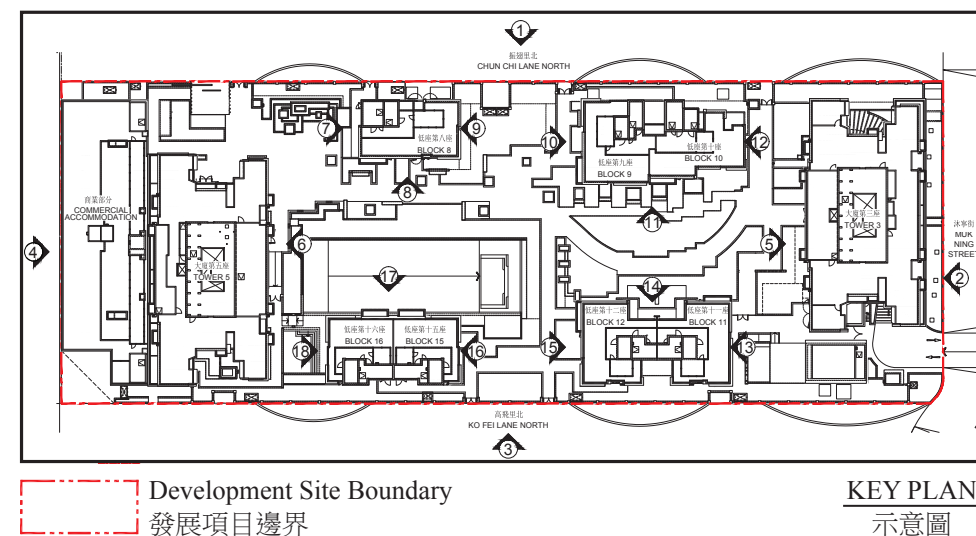 1
振翅里北
CHUN CHI LANE NORTH
7
低座第八座
BLOCK 8
9
8
10
低座第九座
BLOCK 9
低座第十座
BLOCK 10
12
11
商業部分
COMMERCIAL
ACCOMMODATION
4
大廈第五座
TOWER 5
6
17
5
大廈第三座
TOWER 3
沐寧街
MUK
NING
STREET
2
14
18
低座第十六座
BLOCK 16
低座第十五座
BLOCK 15
16
15
低座第十二座
BLOCK 12
低座第十一座
BLOCK 11
13
高飛里北
KO FEI LANE NORTH
3
Development Site Boundary
發展項目邊界
KEY PLAN
示意圖